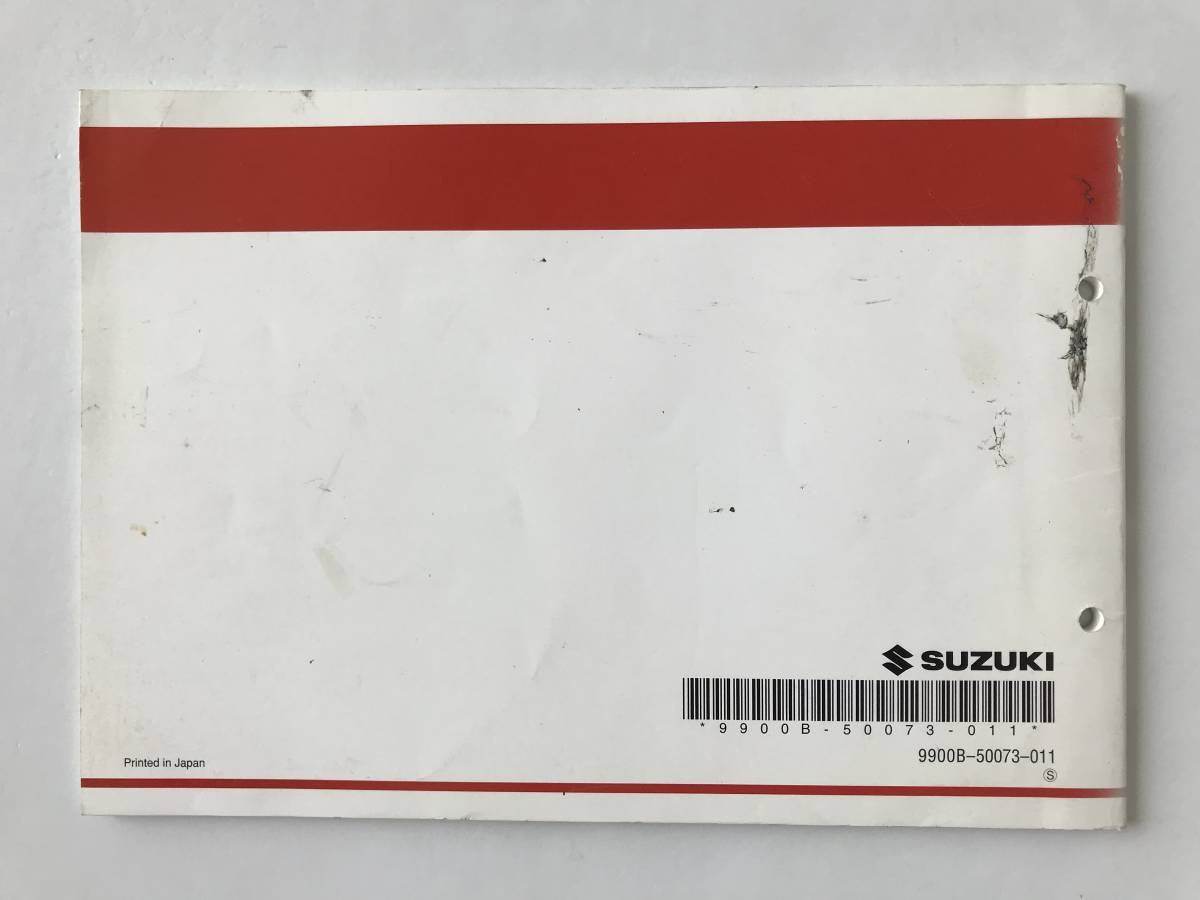 SUZUKI
*9900B-50073-011*
9900B-50073-011
Printed in Japan
Ⓢ